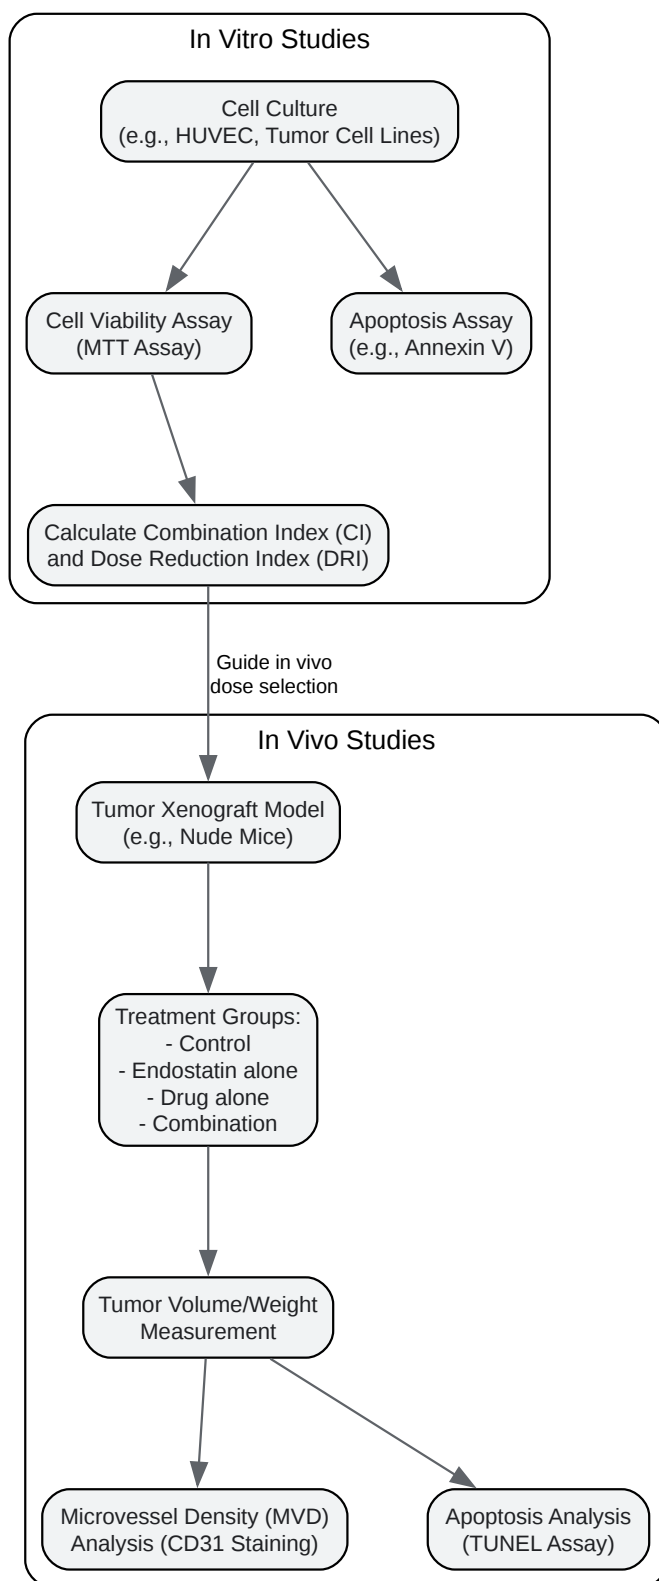 In Vitro Studies
Cell Culture
(e.g., HUVEC, Tumor Cell Lines)
Cell Viability Assay
(MTT Assay)
Apoptosis Assay
(e.g., Annexin V)
Calculate Combination Index (CI)
and Dose Reduction Index (DRI)
Guide in vivo
dose selection
In Vivo Studies
Tumor Xenograft Model
(e.g., Nude Mice)
Treatment Groups:
- Control
- Endostatin alone
- Drug alone
- Combination
Tumor Volume/Weight
Measurement
Microvessel Density (MVD)
Analysis (CD31 Staining)
Apoptosis Analysis
(TUNEL Assay)